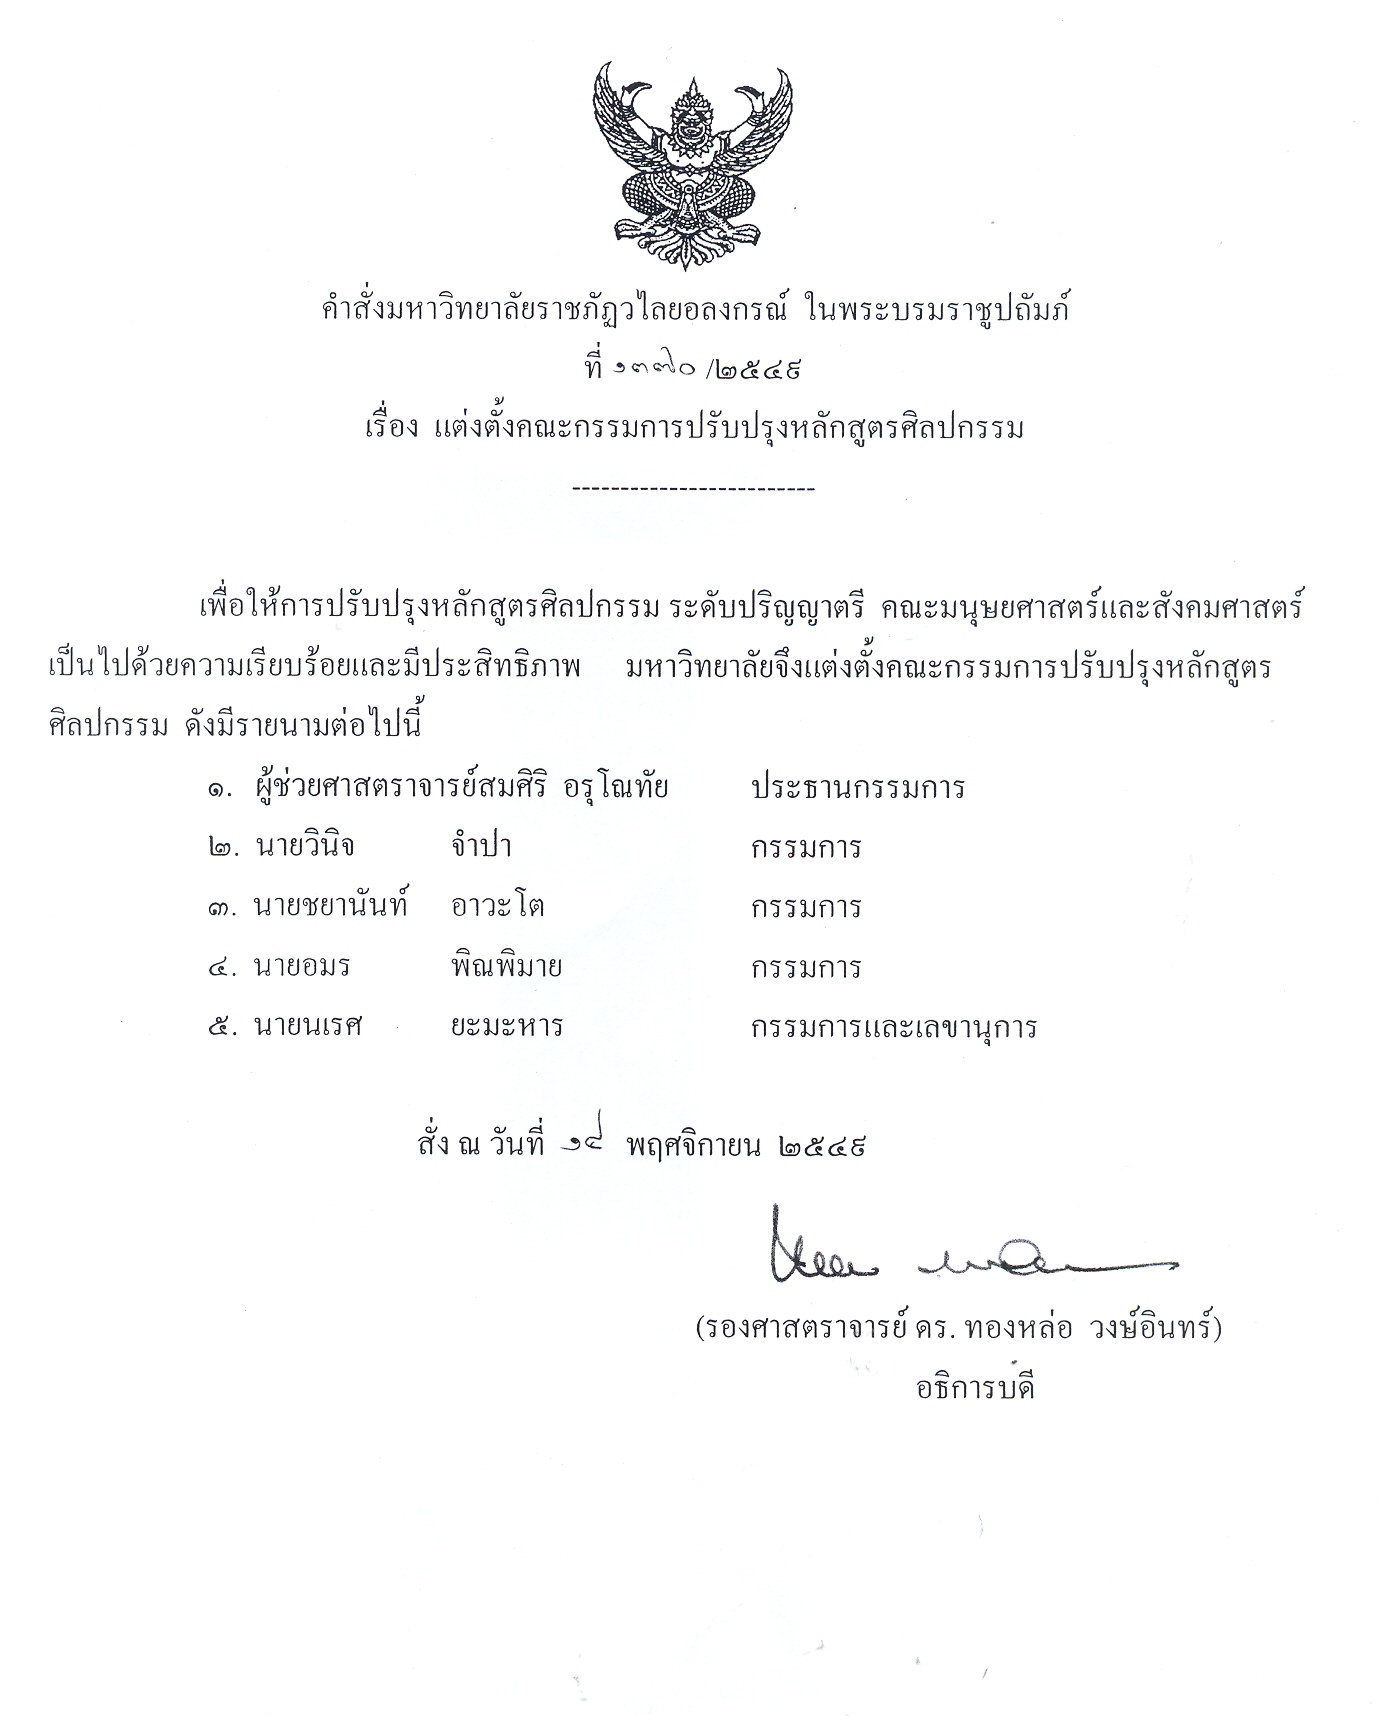 คำสั่งมหาวิทยาลัยราชภัฏวไลยอลงกรณ์ ในพระบรมราชูปถัมภ์
ที่ ๑๓๗๐ /๒๕๔๙
เรื่อง แต่งตั้งคณะกรรมการปรับปรุงหลักสูตรศิลปกรรม
-------------------------
เพื่อให้การปรับปรุงหลักสูตรศิลปกรรม ระดับปริญญาตรี คณะมนุษยศาสตร์และสังคมศาสตร์
เป็นไปด้วยความเรียบร้อยและมีประสิทธิภาพ มหาวิทยาลัยจึงแต่งตั้งคณะกรรมการปรับปรุงหลักสูตร
ศิลปกรรม ดังมีรายนามต่อไปนี้
๑. ผู้ช่วยศาสตราจารย์สมศิริ อรุโณทัย ประธานกรรมการ
๒. นายวินิจ จำปา กรรมการ
๓. นายชยานันท์ อาวะโต กรรมการ
๔. นายอมร พิณพิมาย กรรมการ
๕. นายนเรศ ยะมะหาร กรรมการและเลขานุการ
สั่ง ณ วันที่ ๑๔ พฤศจิกายน ๒๕๔๙
(รองศาสตราจารย์ ดร. ทองหล่อ วงษ์อินทร์)
อธิการบดี